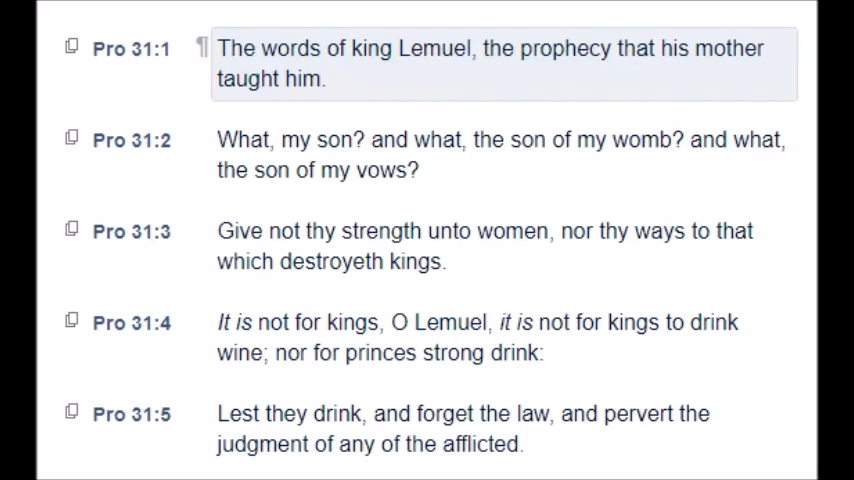 Pro 31:1 ¶ The words of king Lemuel, the prophecy that his mother
taught him.
Pro 31:2 What, my son? and what, the son of my womb? and what,
the son of my vows?
Pro 31:3 Give not thy strength unto women, nor thy ways to that
which destroyeth kings.
Pro 31:4 It is not for kings, O Lemuel, it is not for kings to drink
wine; nor for princes strong drink:
Pro 31:5 Lest they drink, and forget the law, and pervert the
judgment of any of the afflicted.